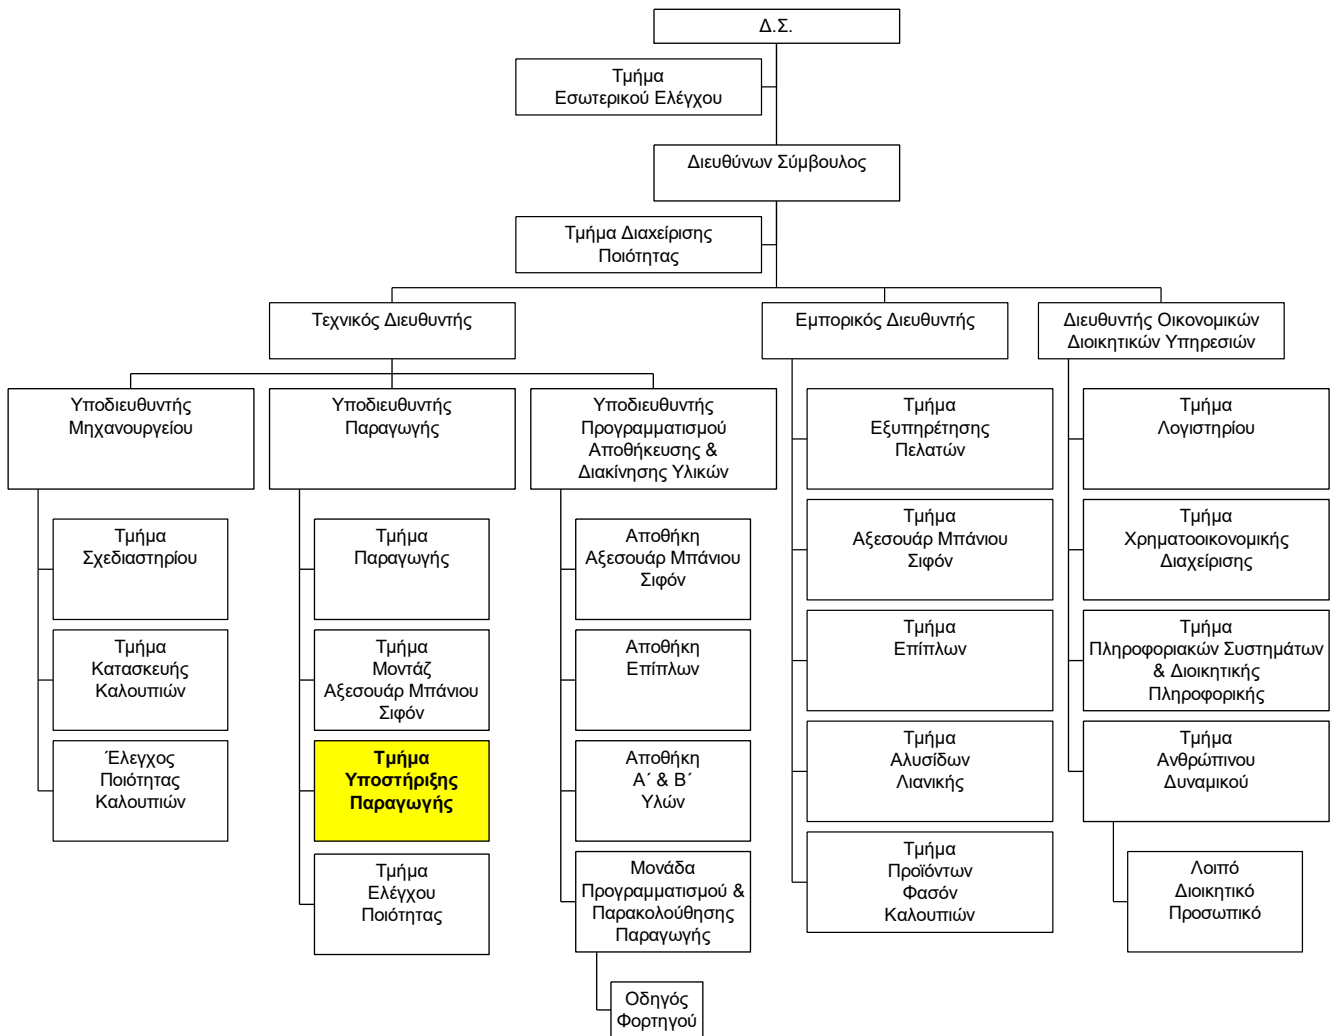 Δ.Σ.
Τμήμα
Εσωτερικού Ελέγχου
Διευθύνων Σύμβουλος
Τμήμα Διαχείρισης
Ποιότητας
Τεχνικός Διευθυντής
Εμπορικός Διευθυντής
Διευθυντής Οικονομικών
Διοικητικών Υπηρεσιών
Υποδιευθυντής
Μηχανουργείου
Υποδιευθυντής
Παραγωγής
Υποδιευθυντής
Προγραμματισμού
Αποθήκευσης &
Διακίνησης Υλικών
Τμήμα
Εξυπηρέτησης
Πελατών
Τμήμα
Λογιστηρίου
Τμήμα
Σχεδιαστηρίου
Τμήμα
Παραγωγής
Αποθήκη
Αξεσουάρ Μπάνιου
Σιφόν
Τμήμα
Αξεσουάρ Μπάνιου
Σιφόν
Τμήμα
Χρηματοοικονομικής
Διαχείρισης
Τμήμα
Κατασκευής
Καλουπιών
Τμήμα
Μοντάζ
Αξεσουάρ Μπάνιου
Σιφόν
Αποθήκη
Επίπλων
Τμήμα
Επίπλων
Τμήμα
Πληροφοριακών Συστημάτων
& Διοικητικής
Πληροφορικής
Έλεγχος
Ποιότητας
Καλουπιών
Τμήμα
Υποστήριξης
Παραγωγής
Αποθήκη
Α΄ & Β΄
Υλών
Τμήμα
Αλυσίδων
Λιανικής
Τμήμα
Ανθρώπινου
Δυναμικού
Τμήμα
Ελέγχου
Ποιότητας
Μονάδα
Προγραμματισμού &
Παρακολούθησης
Παραγωγής
Τμήμα
Προϊόντων
Φασόν
Καλουπιών
Λοιπό
Διοικητικό
Προσωπικό
Οδηγός
Φορτηγού